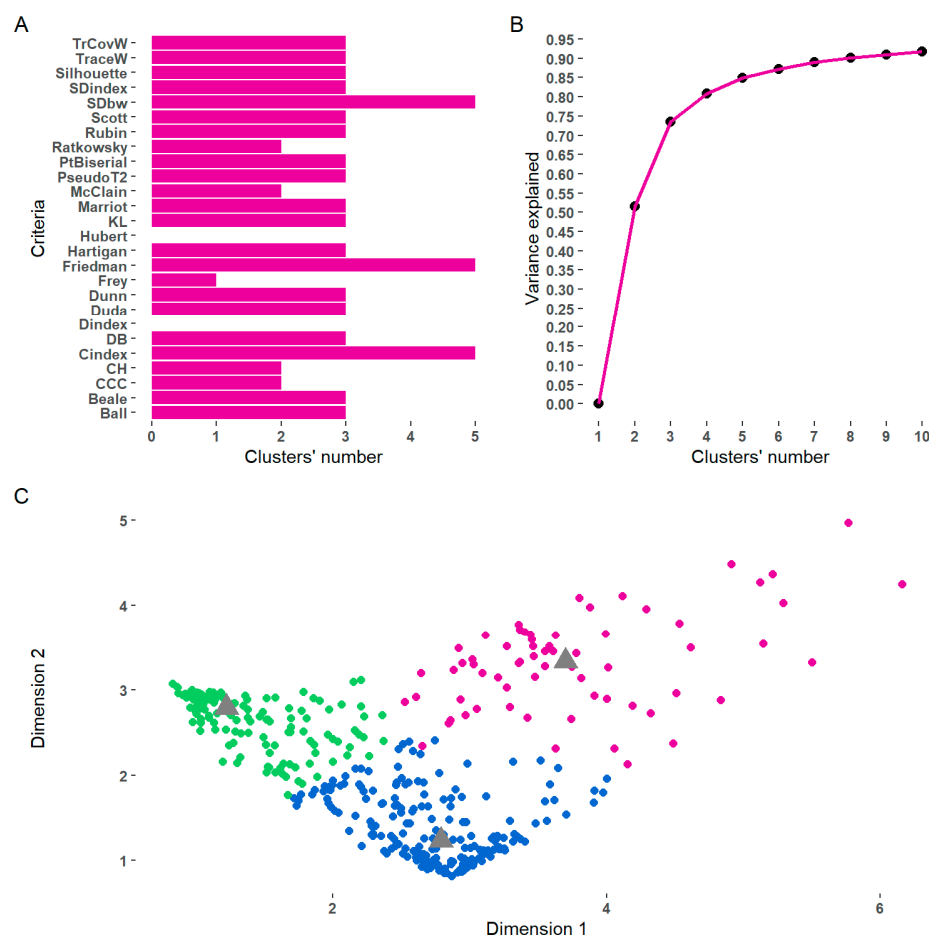 A
TrCovW
TraceW
Silhouette
SDindex
SDbw
Scott
Rubin
Ratkowsky
PtBiserial
PseudoT2
McClain
Marriot
KL
Hubert
Hartigan
Friedman
Frey
Dunn
Duda
Dindex
DB
Cindex
CH
CCC
Beale
Ball
Criteria
0 1 2 3 4 5
Clusters' number
B
0.95
0.90
0.85
0.80
0.75
0.70
0.65
0.60
0.55
0.50
0.45
0.40
0.35
0.30
0.25
0.20
0.15
0.10
0.05
0.00
Variance explained
1 2 3 4 5 6 7 8 9 10
Clusters' number
C
5
4
3
2
1
Dimension 2
2 4 6
Dimension 1